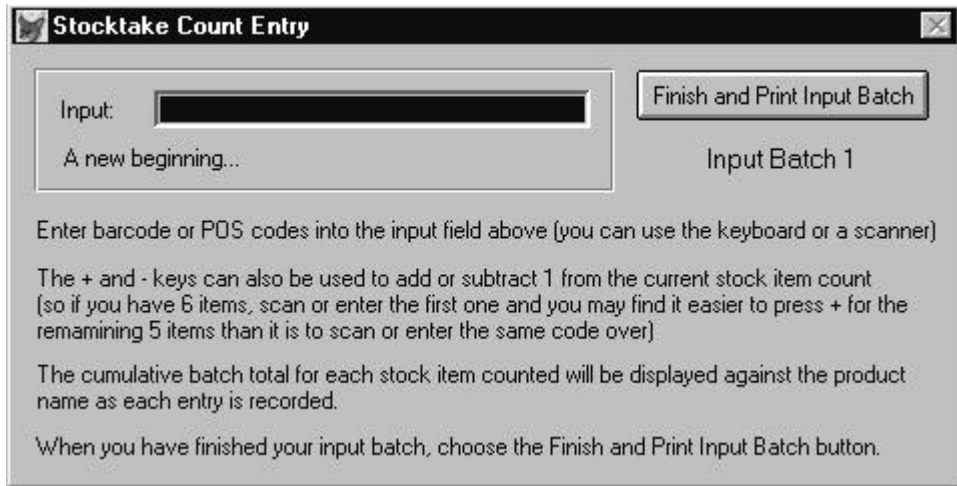 Stocktake Count Entry
Input:
Finish and Print Input Batch
A new beginning...
Input Batch 1
Enter barcode or POS codes into the input field above (you can use the keyboard or a scanner)
The + and - keys can also be used to add or subtract 1 from the current stock item count
(so if you have 6 items, scan or enter the first one and you may find it easier to press + for the
remamining 5 items than it is to scan or enter the same code over)
The cumulative batch total for each stock item counted will be displayed against the product
name as each entry is recorded.
When you have finished your input batch, choose the Finish and Print Input Batch button.